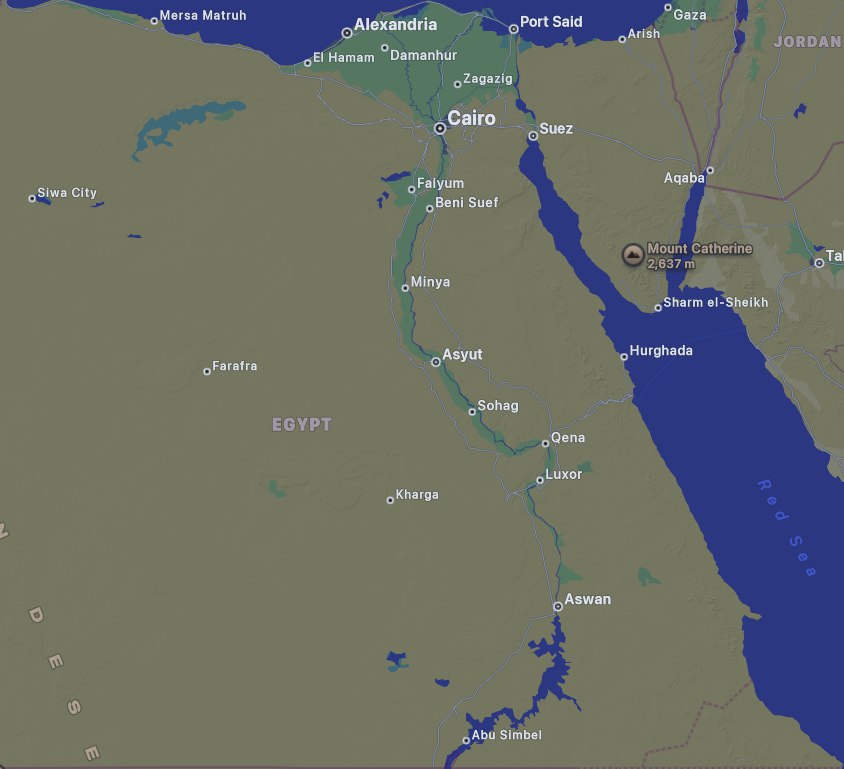 Mersa Matruh
Alexandria
Port Said
Gaza
Arish
JORDAN
El Hamam
Damanhur
Zagazig
Cairo
Suez
Aqaba
Siwa City
Faiyum
Beni Suef
Mount Catherine
2,637 m
Ta
Minya
Sharm el-Sheikh
Hurghada
Asyut
Farafra
Sohag
EGYPT
Qena
Luxor
Kharga
Red Sea
Aswan
D E S E
Abu Simbel